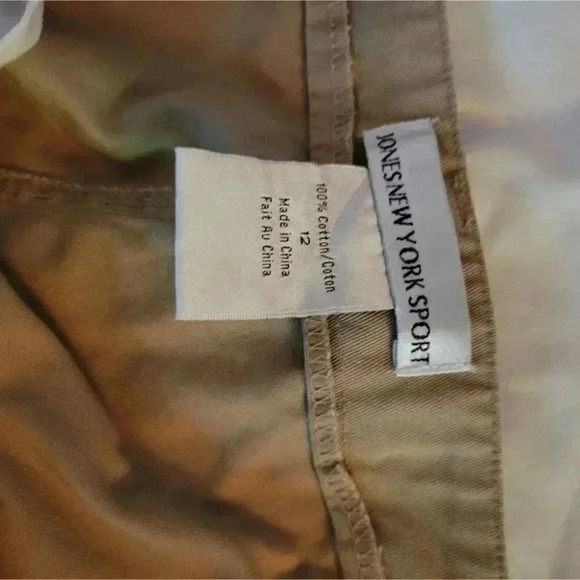 JONES NEW YORK SPORT
100% Cotton/Coton
12
Made in China
Fait Au China